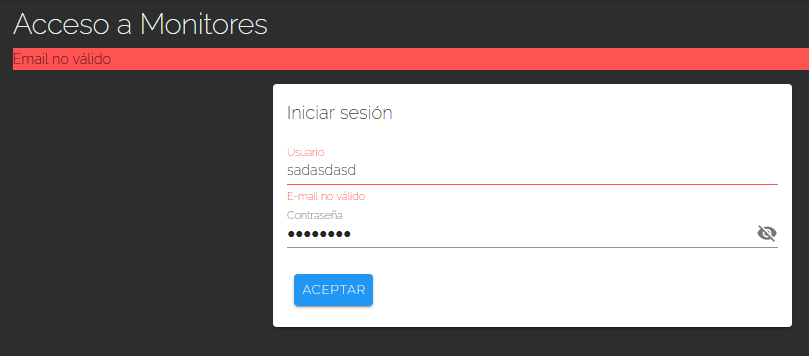 Acceso a Monitores
Email no válido
Iniciar sesión
Usuario
sadasdasd
E-mail no válido
Contraseña
●●●●●●●●
ACEPTAR